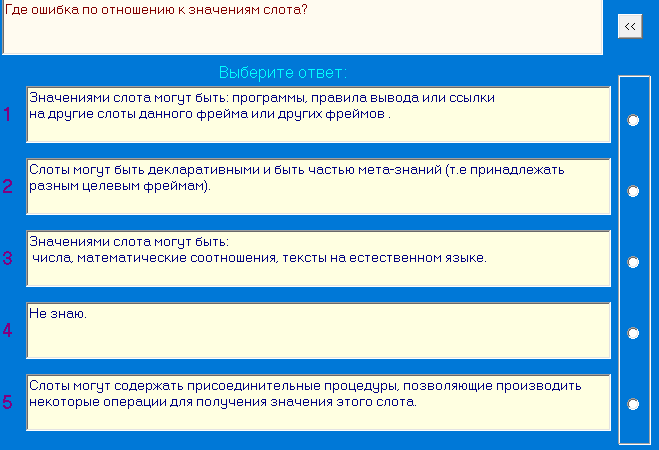 Где ошибка по отношению к значениям слота?
<<
Выберите ответ:
1
Значениями слота могут быть: программы, правила вывода или ссылки
на другие слоты данного фрейма или других фреймов .
2
Слоты могут быть декларативными и быть частью мета-знаний (т.е принадлежать
разным целевым фреймам).
3
Значениями слота могут быть:
числа, математические соотношения, тексты на естественном языке.
4
Не знаю.
5
Слоты могут содержать присоединительные процедуры, позволяющие производить
некоторые операции для получения значения этого слота.